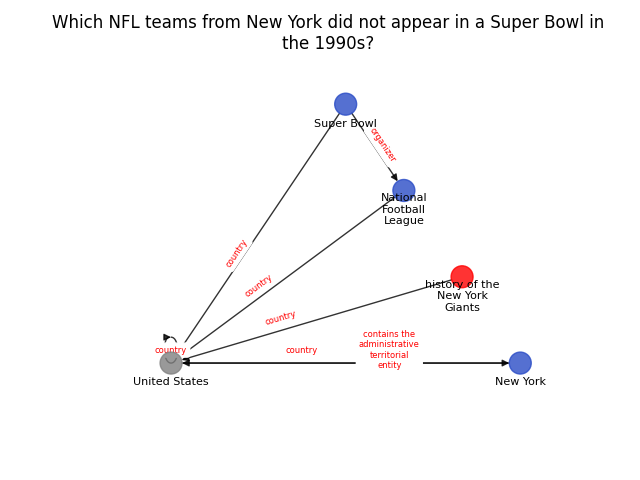 Which NFL teams from New York did not appear in a Super Bowl in
the 1990s?
Super Bowl
organizer
National
Football
League
country
country
history of the
New York
Giants
country
country
country
contains the
administrative
territorial
entity
United States
New York